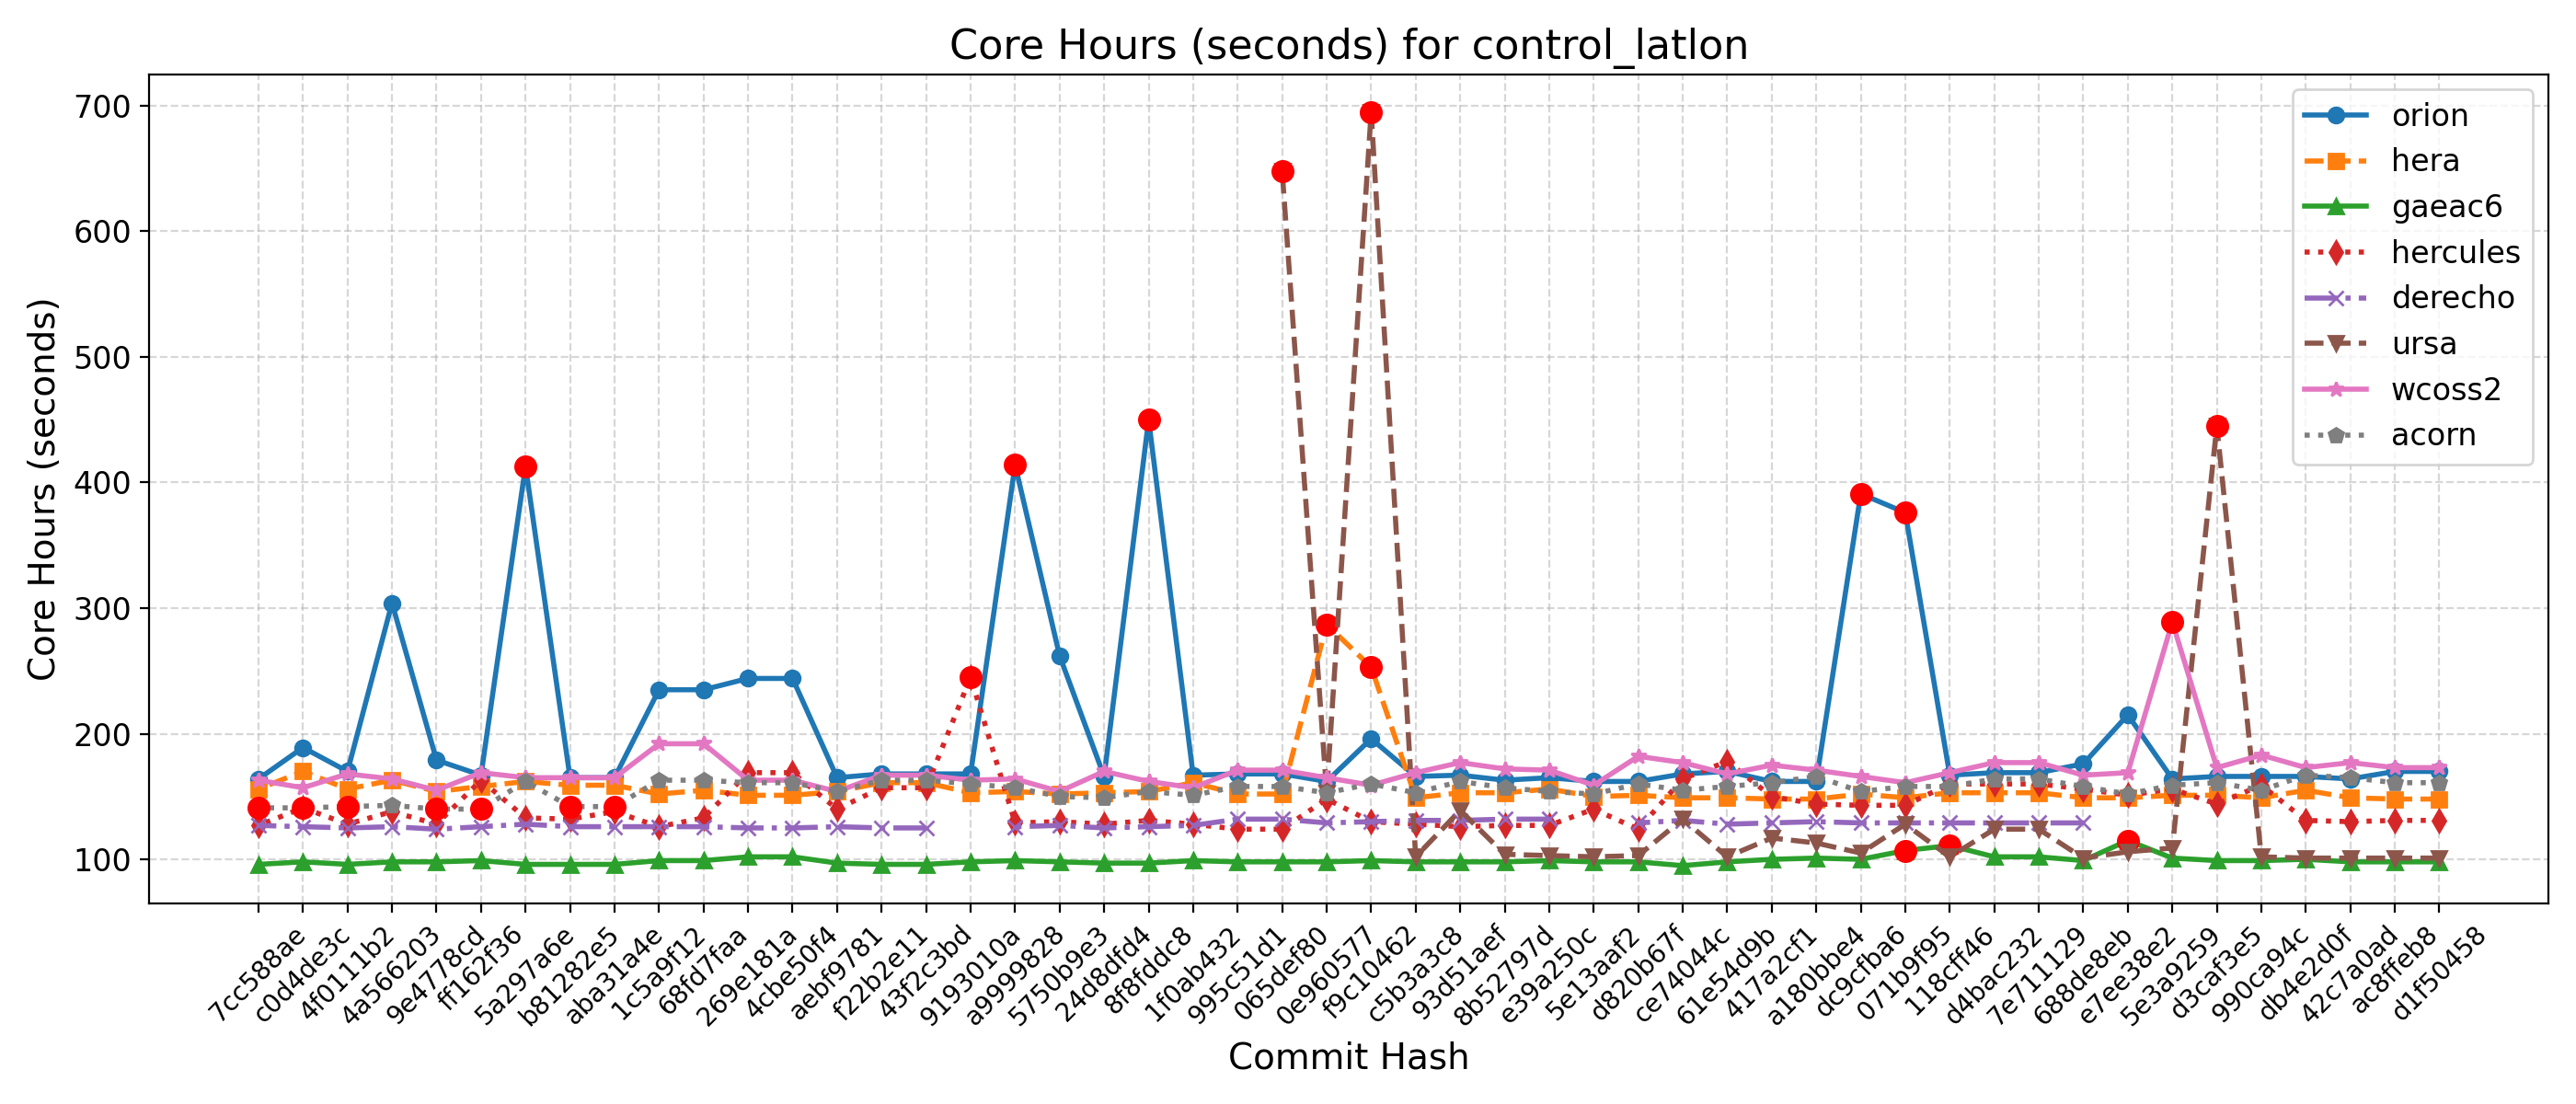 Core Hours (seconds) for control_latlon
Core Hours (seconds)
700
600
500
400
300
200
100
orion
hera
gaeac6
hercules
derecho
ursa
wcoss2
acorn
7cc588ae
c0d4de3c
4f0111b2
4a566203
9e4778cd
ff162f36
5a297a6e
b81282e5
aba31a4e
1c5a9f12
68fd7faa
269e181a
4cbe50f4
aebf9781
f22b2e11
43f2c3bd
9193010a
a9999828
5750b9e3
24d8dfd4
8f8fddc8
1f0ab432
995c51d1
065def80
0e960577
f9c10462
c5b3a3c8
93d51aef
8b52797d
e39a250c
5e13aaf2
d820b67f
ce74044c
61e54d9b
417a2cf1
a180bbe4
dc9cfba6
071b9f95
118cff46
d4bac232
7e711129
688de8eb
e7ee38e2
5e3a9259
d3caf3e5
990ca94c
db4e2d0f
42c7a0ad
ac8ffeb8
d1f50458
Commit Hash